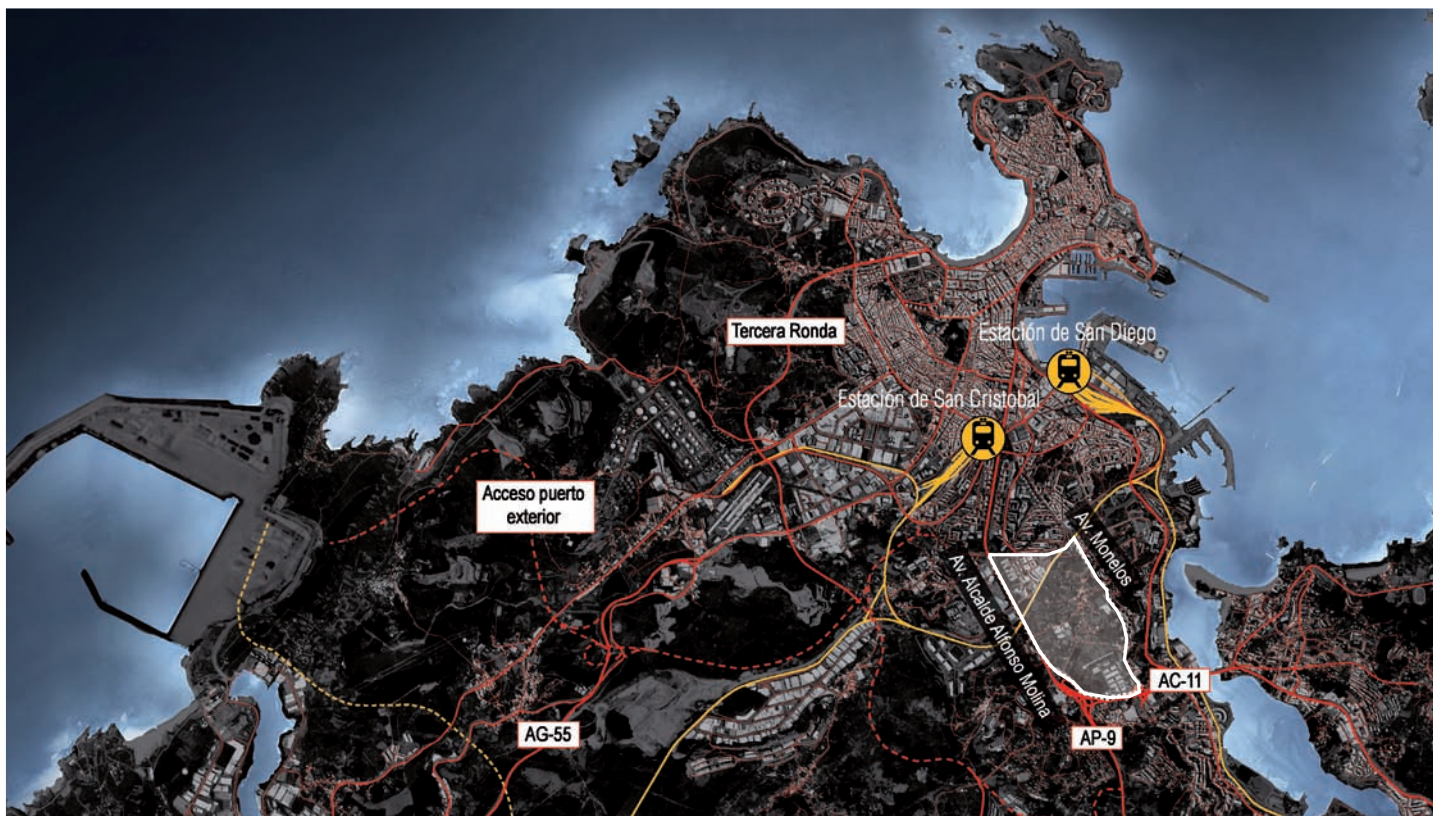 Tercera Ronda
Estación de San Diego
Estación de San Cristobal
Acceso puerto
exterior
Av. Monelos
Av. Alcalde Alfonso Molina
AC-11
AG-55
AP-9